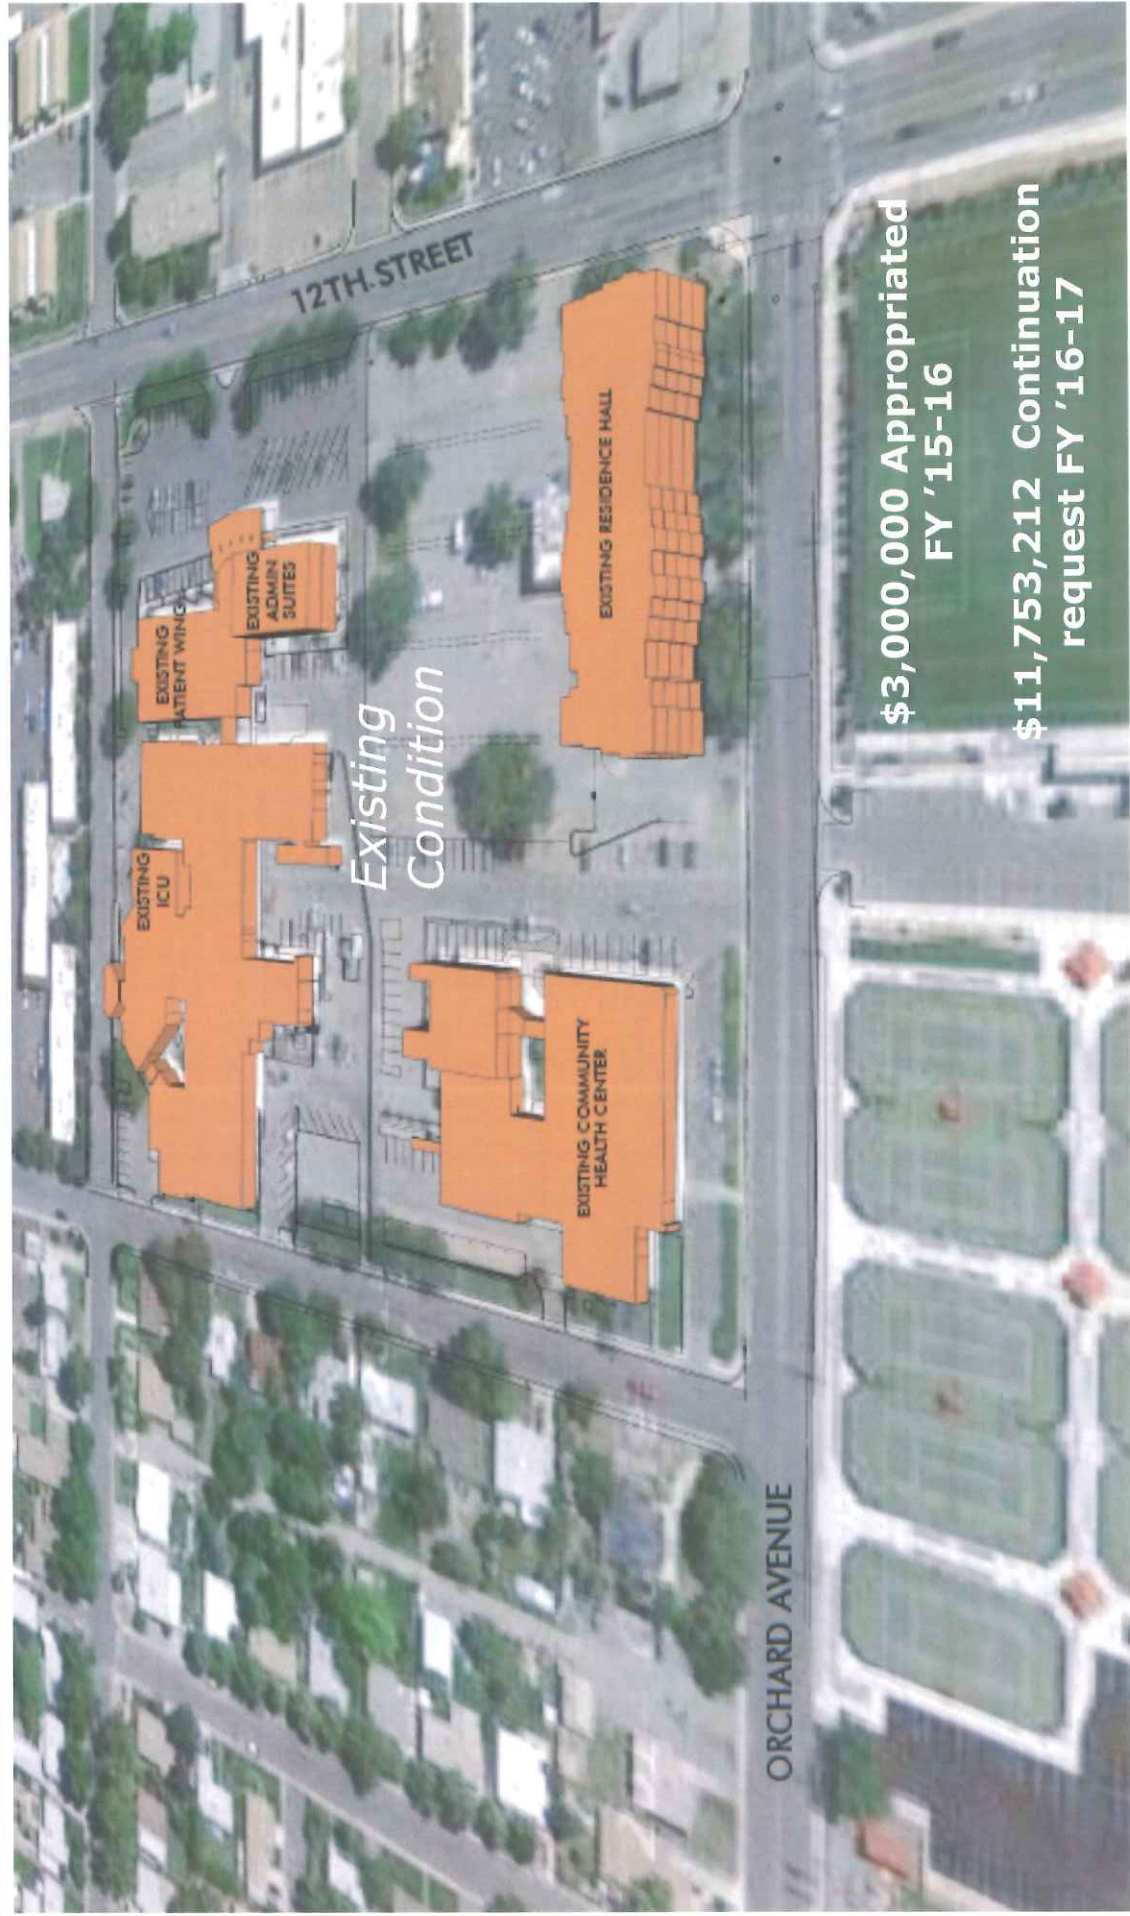 EXISTING
PATIENT WING
EXISTING
ADMIN
SUITES
EXISTING
ICU
12TH STREET
Existing
Condition
EXISTING RESIDENCE HALL
EXISTING COMMUNITY
HEALTH CENTER
ORCHARD AVENUE
$3,000,000 Appropriated
FY '15-16
$11,753,212 Continuation
request FY '16-17